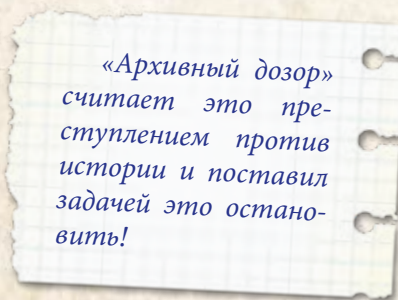 «Архивный дозор»
считает это пре-
ступлением против
истории и поставил
задачей это остано-
вить!